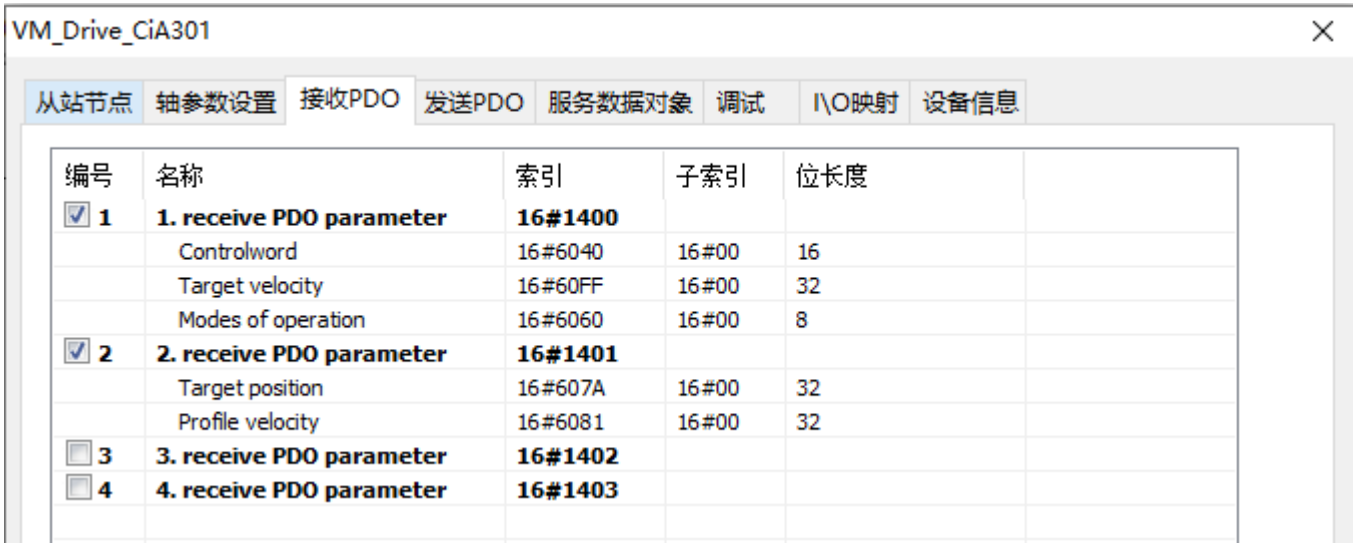 VM_Drive_CiA301
从站节点 轴参数设置 接收PDO 发送PDO 服务数据对象 调试 I\O映射 设备信息
编号 名称 索引 子索引 位长度
1 1. receive PDO parameter 16#1400
Controlword 16#6040 16#00 16
Target velocity 16#60FF 16#00 32
Modes of operation 16#6060 16#00 8
2 2. receive PDO parameter 16#1401
Target position 16#607A 16#00 32
Profile velocity 16#6081 16#00 32
3 3. receive PDO parameter 16#1402
4 4. receive PDO parameter 16#1403